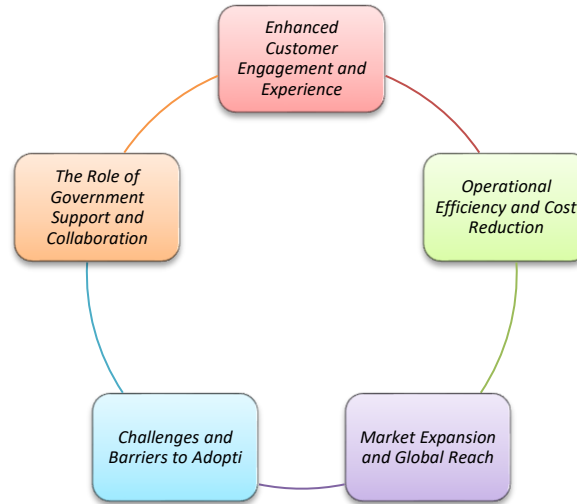 Enhanced
Customer
Engagement and
Experience
The Role of
Government
Support and
Collaboration
Operational
Efficiency and Cost
Reduction
Challenges and
Barriers to Adopti
Market Expansion
and Global Reach